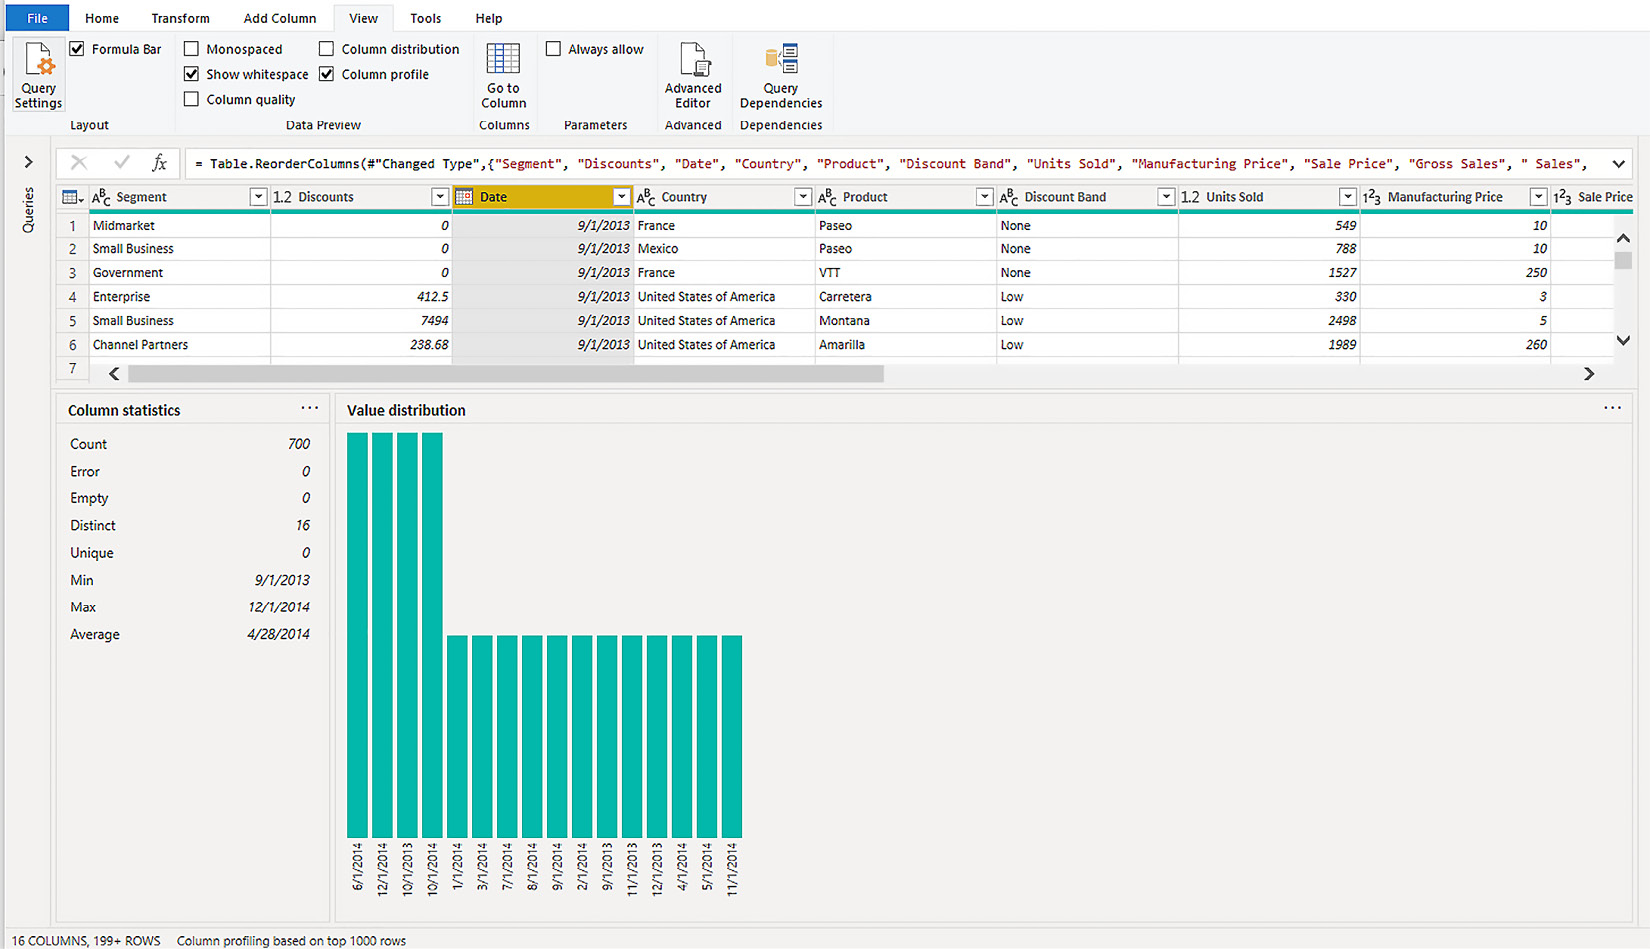 File Home Transform Add Column View Tools Help
Query Settings
Formula Bar
Layout
Monospaced Column distribution
Show whitespace Column profile
Column quality
Data Preview
Go to Column
Columns
Always allow
Parameters
Advanced Editor
Advanced
Query Dependencies
Dependencies
Queries
fx = Table.ReorderColumns(#"Changed Type",{"Segment", "Discounts", "Date", "Country", "Product", "Discount Band", "Units Sold", "Manufacturing Price", "Sale Price", "Gross Sales", " Sales",
ABC Segment 1.2 Discounts Date ABC Country ABC Product ABC Discount Band 1.2 Units Sold 123 Manufacturing Price 123 Sale Price
1 Midmarket 0 9/1/2013 France Paseo None 549 10
2 Small Business 0 9/1/2013 Mexico Paseo None 788 10
3 Government 0 9/1/2013 France VTT None 1527 250
4 Enterprise 412.5 9/1/2013 United States of America Carretera Low 330 3
5 Small Business 7494 9/1/2013 United States of America Montana Low 2498 5
6 Channel Partners 238.68 9/1/2013 United States of America Amarilla Low 1989 260
7
Column statistics ...
Count 700
Error 0
Empty 0
Distinct 16
Unique 0
Min 9/1/2013
Max 12/1/2014
Average 4/28/2014
Value distribution ...
6/1/2014
12/1/2014
10/1/2013
10/1/2014
1/1/2014
3/1/2014
7/1/2014
8/1/2014
9/1/2014
2/1/2014
9/1/2013
11/1/2013
12/1/2013
4/1/2014
5/1/2014
11/1/2014
16 COLUMNS, 199+ ROWS Column profiling based on top 1000 rows